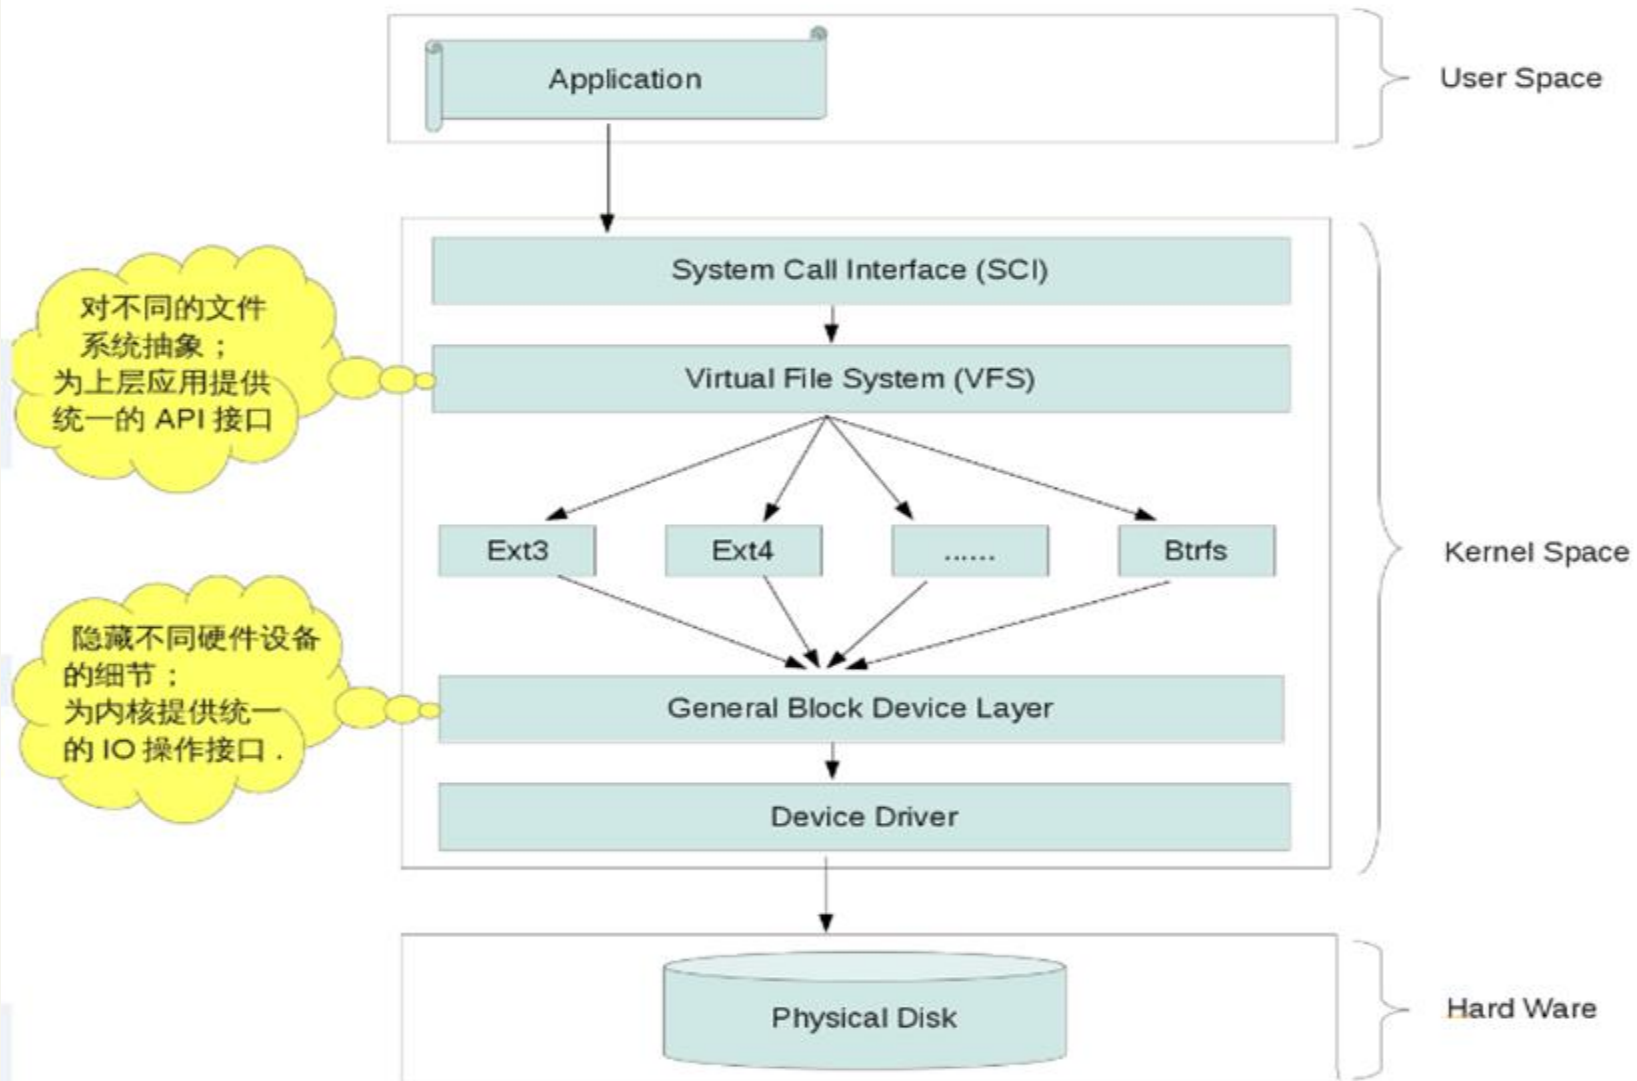 Application
User Space
System Call Interface (SCI)
对不同的文件
系统抽象；
为上层应用提供
统一的 API 接口
Virtual File System (VFS)
Ext3
Ext4
......
Btrfs
Kernel Space
隐藏不同硬件设备
的细节；
为内核提供统一
的 IO 操作接口 .
General Block Device Layer
Device Driver
Physical Disk
Hard Ware